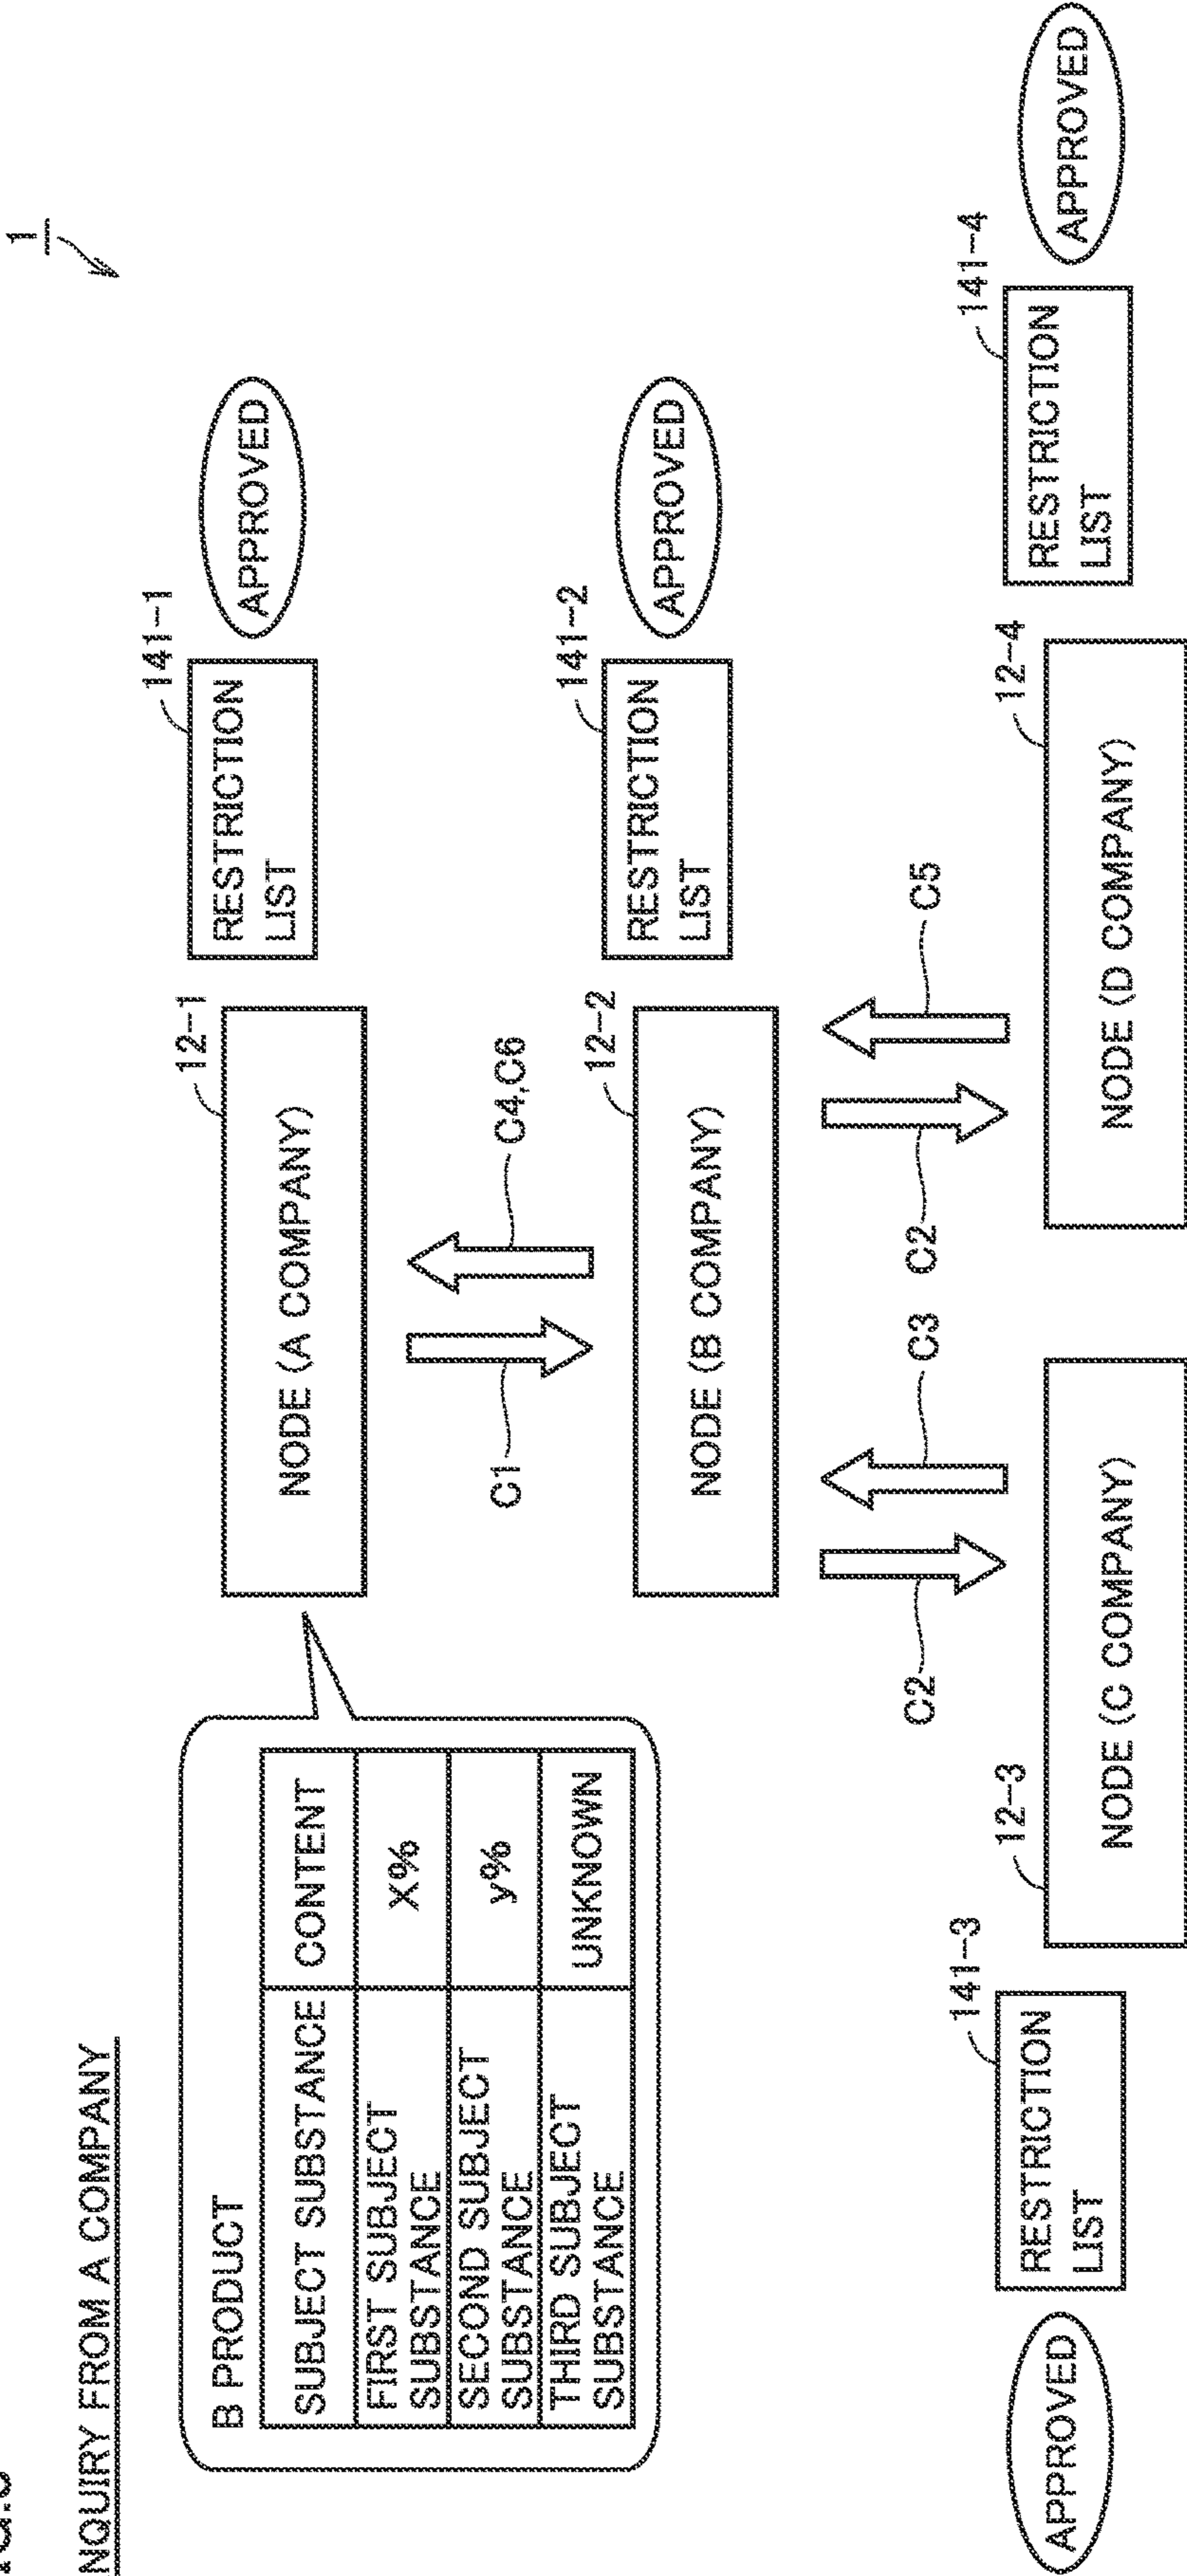 NQUIRY FROM A COMPANY
1
B PRODUCT
SUBJECT SUBSTANCE
CONTENT
FIRST SUBJECT
SUBSTANCE
X%
SECOND SUBJECT
SUBSTANCE
y%
THIRD SUBJECT
SUBSTANCE
UNKNOWN
12-1
NODE (A COMPANY)
141-1
RESTRICTION
LIST
APPROVED
C1
C4,C6
12-2
NODE (B COMPANY)
141-2
RESTRICTION
LIST
APPROVED
C2
C3
C2
C5
APPROVED
141-3
RESTRICTION
LIST
12-3
NODE (C COMPANY)
12-4
NODE (D COMPANY)
141-4
RESTRICTION
LIST
APPROVED